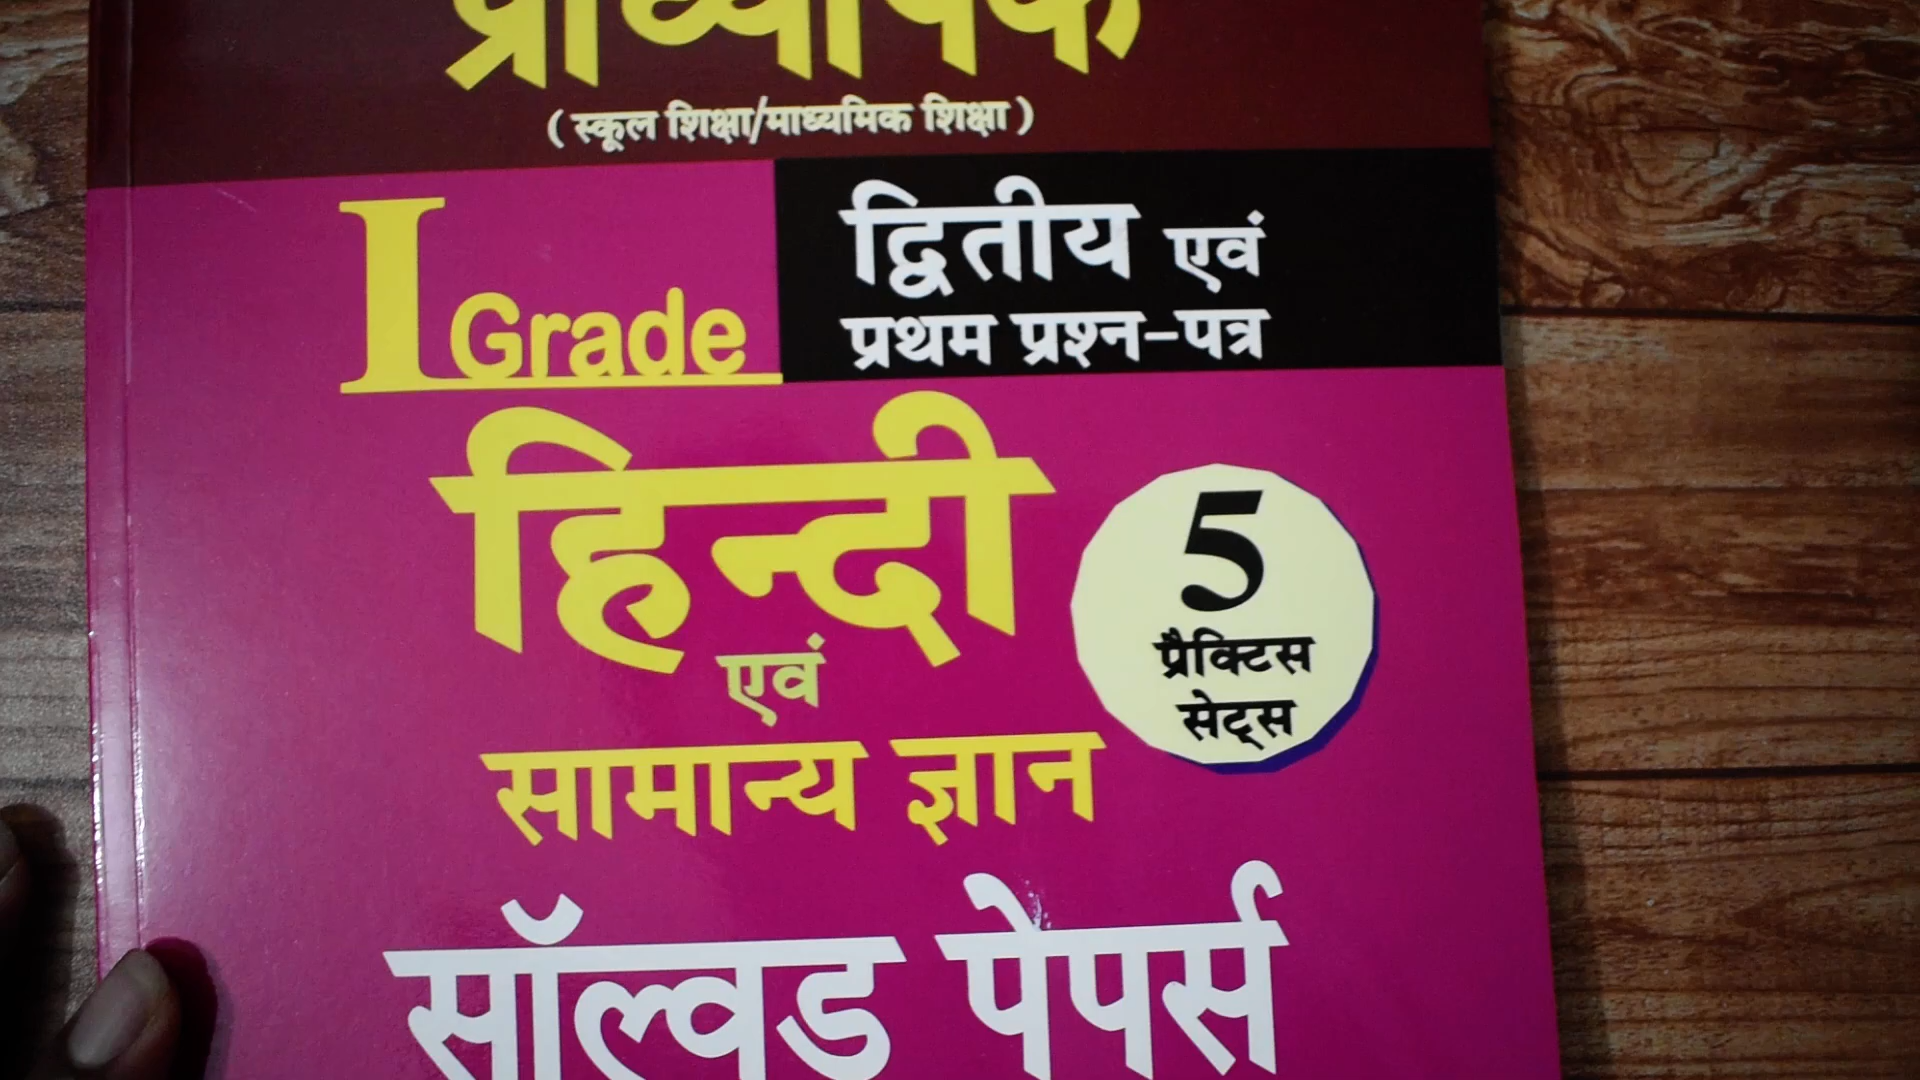 प्राध्यापक
( स्कूल शिक्षा/माध्यमिक शिक्षा )
I Grade
द्वितीय एवं
प्रथम प्रश्न-पत्र
हिन्दी
एवं
सामान्य ज्ञान
5
प्रैक्टिस
सेट्स
सॉल्वड पेपर्स